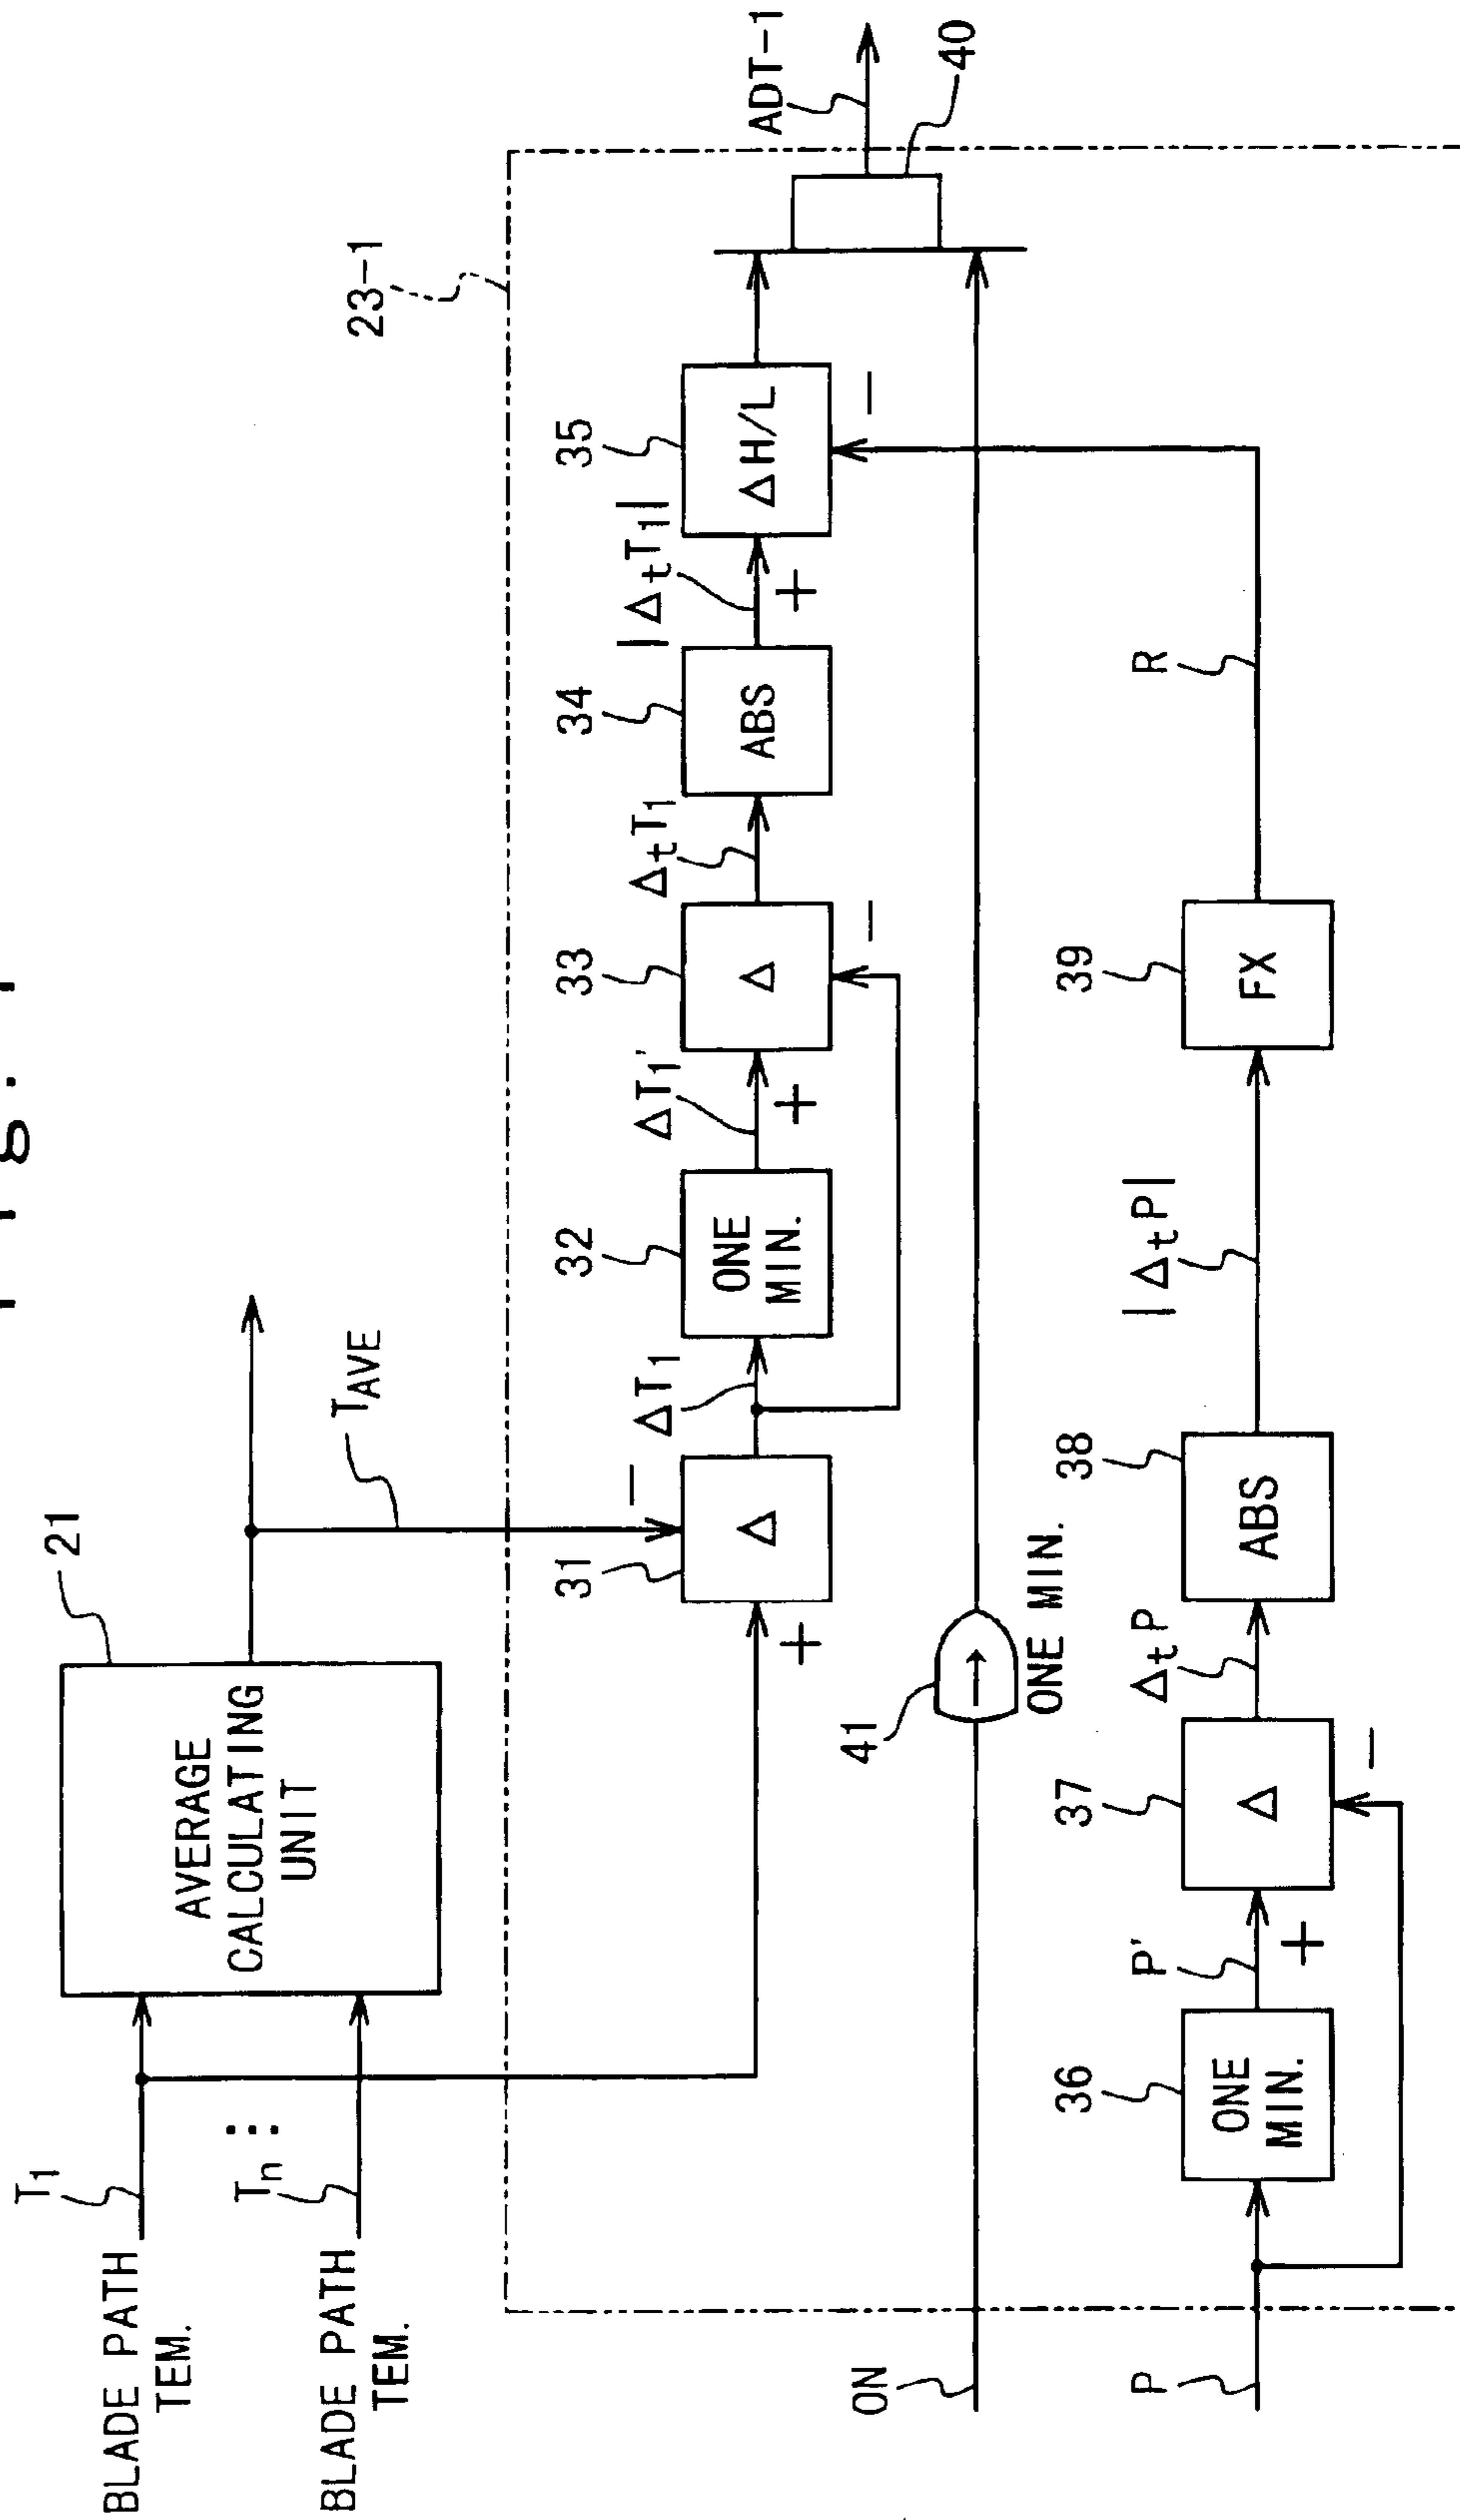 T1
BLADE PATH
TEM.
Tn
BLADE PATH
TEM.
21
AVERAGE
CALCULATING
UNIT
TAVE
23-1
31
Δ
+
−
ΔT1
32
ONE
MIN.
ΔT1'
+
33
Δ
−
ΔtT1
34
ABS
|ΔtT1|
+
35
ΔH/L
−
ADT-1
40
ON
41
ONE MIN.
P
36
ONE
MIN.
P'
+
37
Δ
−
ΔtP
38
ABS
|ΔtP|
39
FX
R